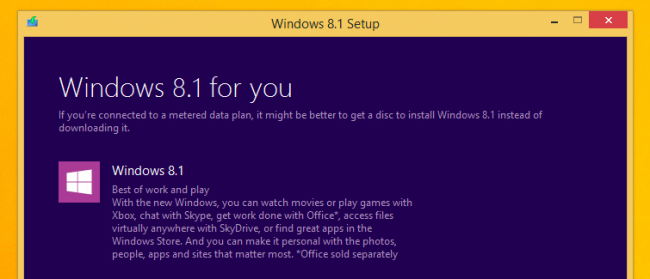 Windows 8.1 Setup
Windows 8.1 for you
If you're connected to a metered data plan, it might be better to get a disc to install Windows 8.1 instead of
downloading it.
Windows 8.1
Best of work and play
With the new Windows, you can watch movies or play games with
Xbox, chat with Skype, get work done with Office*, access files
virtually anywhere with SkyDrive, or find great apps in the
Windows Store. And you can make it personal with the photos,
people, apps and sites that matter most. *Office sold separately